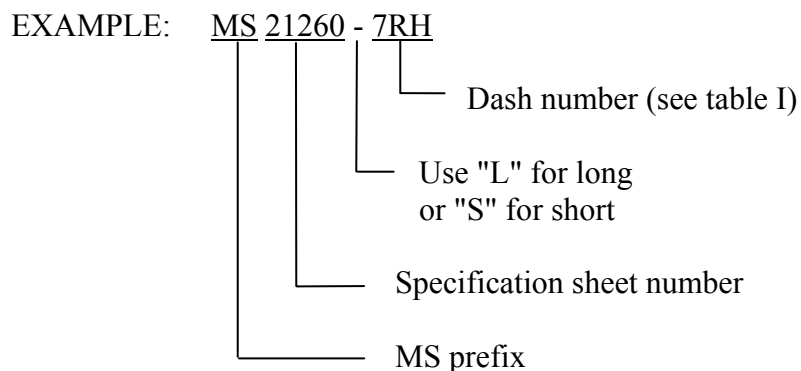 EXAMPLE: MS 21260 - 7RH
Dash number (see table I)
Use "L" for long
or "S" for short
Specification sheet number
MS prefix